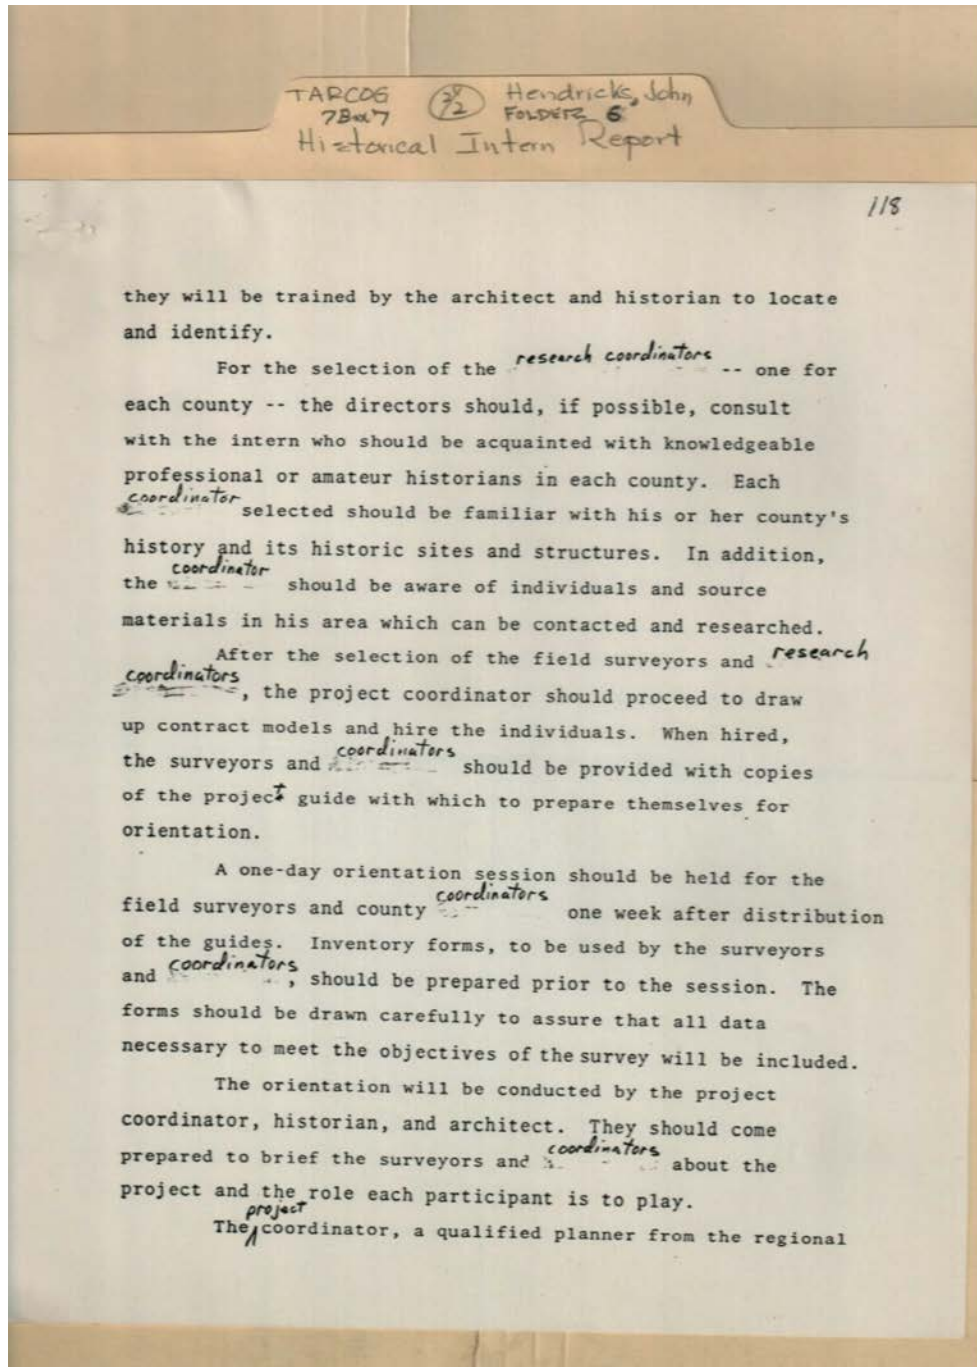 TARCOG Hendricks, John
7Box7 FOLDER 6
Historical Intern Report
118
they will be trained by the architect and historian to locate
and identify.
For the selection of the research coordinators -- one for
each county -- the directors should, if possible, consult
with the intern who should be acquainted with knowledgeable
professional or amateur historians in each county. Each
coordinator selected should be familiar with his or her county's
history and its historic sites and structures. In addition,
the coordinator should be aware of individuals and source
materials in his area which can be contacted and researched.
After the selection of the field surveyors and research
coordinators, the project coordinator should proceed to draw
up contract models and hire the individuals. When hired,
the surveyors and coordinators should be provided with copies
of the project guide with which to prepare themselves for
orientation.
A one-day orientation session should be held for the
field surveyors and county coordinators one week after distribution
of the guides. Inventory forms, to be used by the surveyors
and coordinators, should be prepared prior to the session. The
forms should be drawn carefully to assure that all data
necessary to meet the objectives of the survey will be included.
The orientation will be conducted by the project
coordinator, historian, and architect. They should come
prepared to brief the surveyors and coordinators about the
project and the role each participant is to play.
The project coordinator, a qualified planner from the regional